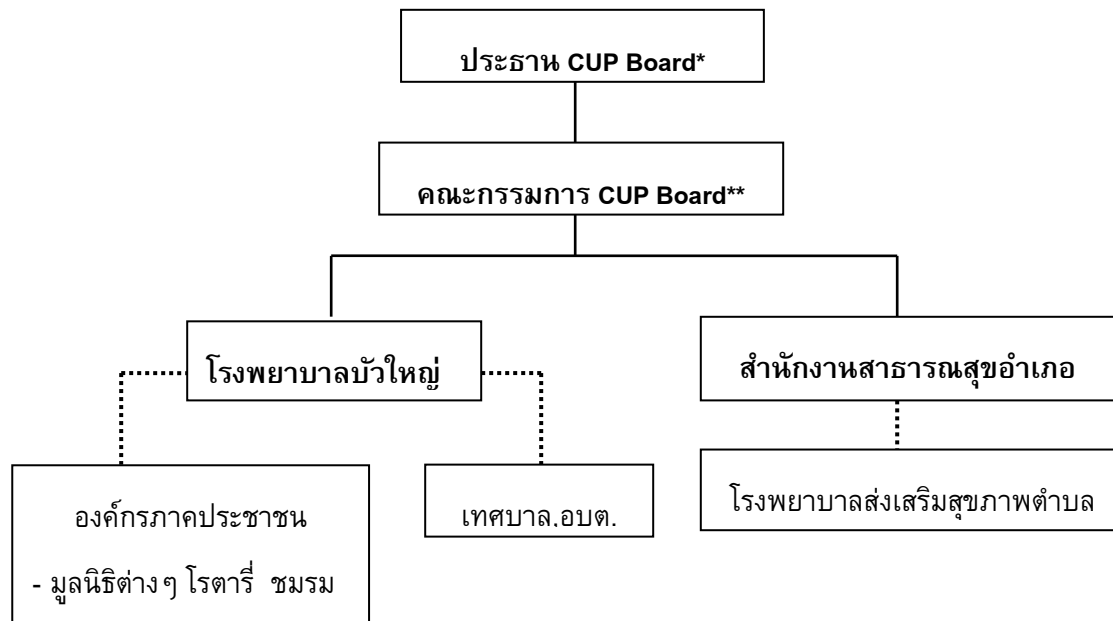 ประธาน CUP Board*
คณะกรรมการ CUP Board**
โรงพยาบาลบัวใหญ่
สำนักงานสาธารณสุขอำเภอ
องค์กรภาคประชาชน
- มูลนิธิต่างๆ โรตารี่ ชมรม
เทศบาล,อบต.
โรงพยาบาลส่งเสริมสุขภาพตำบล